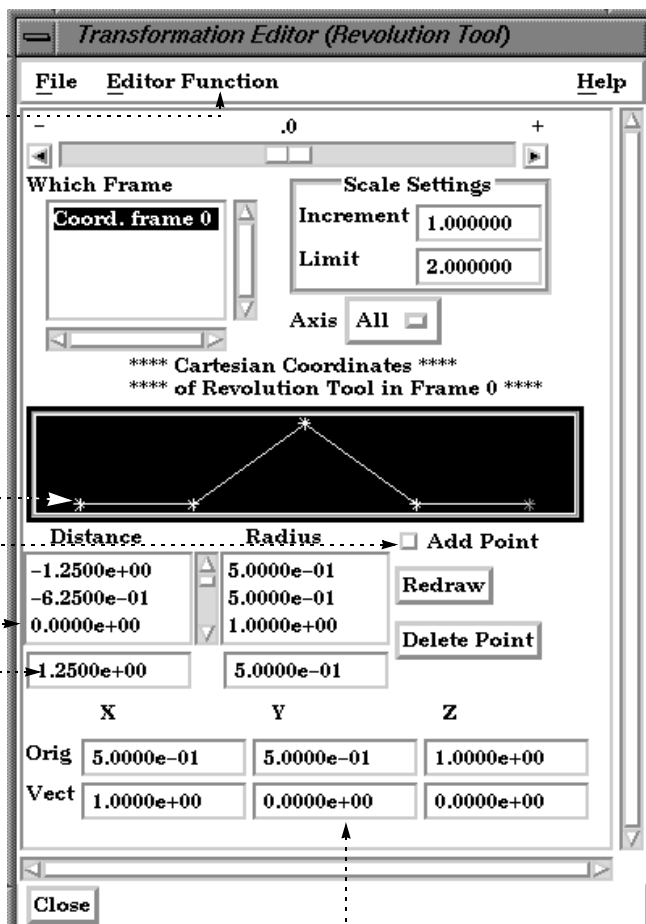 Transformation Editor (Revolution Tool)
File Editor Function Help
- .0 +
Which Frame Scale Settings
Coord. frame 0 Increment 1.000000
Limit 2.000000
Axis All
**** Cartesian Coordinates ****
**** of Revolution Tool in Frame 0 ****
Distance Radius Add Point
-1.2500e+00 5.0000e-01
-6.2500e-01 5.0000e-01 Redraw
0.0000e+00 1.0000e+00
Delete Point
1.2500e+00 5.0000e-01
X Y Z
Orig 5.0000e-01 5.0000e-01 1.0000e+00
Vect 1.0000e+00 0.0000e+00 0.0000e+00
Close